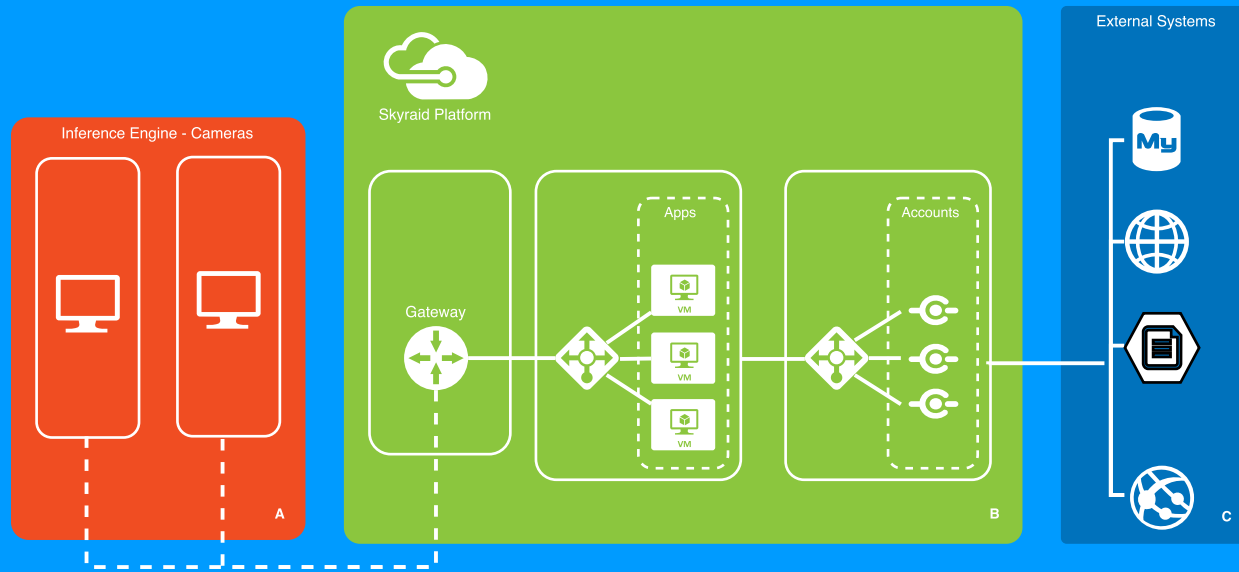 External Systems
Skyraid Platform
Inference Engine - Cameras
My
Apps
Accounts
VM
Gateway
VM
VM
A
B
C